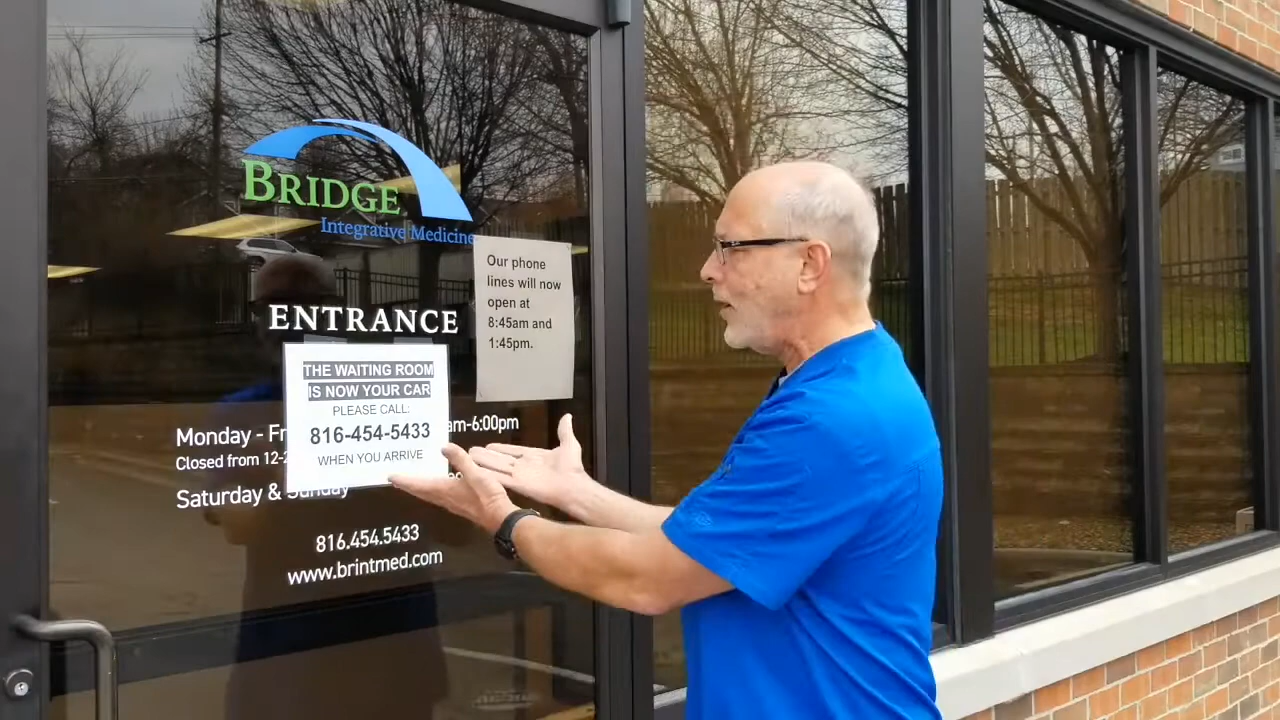 BRIDGE
Integrative Medicine
Our phone
lines will now
open at
8:45am and
1:45pm.
ENTRANCE
THE WAITING ROOM
IS NOW YOUR CAR
PLEASE CALL:
816-454-5433
WHEN YOU ARRIVE
Monday - Fr am-6:00pm
Closed from 12-2
Saturday & Sunday
816.454.5433
www.brintmed.com